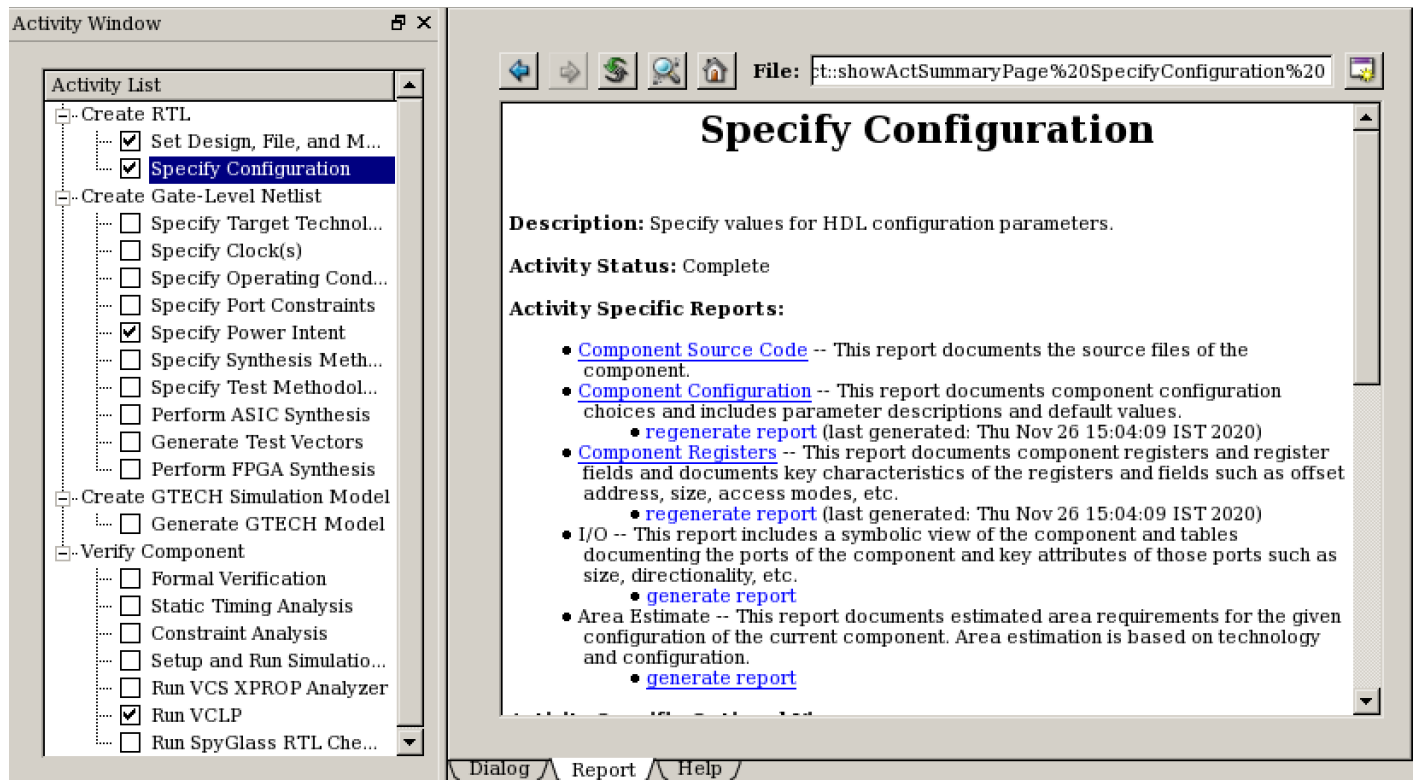 Activity Window
Activity List
Create RTL
Set Design, File, and M...
Specify Configuration
Create Gate-Level Netlist
Specify Target Technol...
Specify Clock(s)
Specify Operating Cond...
Specify Port Constraints
Specify Power Intent
Specify Synthesis Meth...
Specify Test Methodol...
Perform ASIC Synthesis
Generate Test Vectors
Perform FPGA Synthesis
Create GTECH Simulation Model
Generate GTECH Model
Verify Component
Formal Verification
Static Timing Analysis
Constraint Analysis
Setup and Run Simulatio...
Run VCS XPROP Analyzer
Run VCLP
Run SpyGlass RTL Che...
File: ct::showActSummaryPage%20SpecifyConfiguration%20
Specify Configuration
Description: Specify values for HDL configuration parameters.
Activity Status: Complete
Activity Specific Reports:
Component Source Code -- This report documents the source files of the
component.
Component Configuration -- This report documents component configuration
choices and includes parameter descriptions and default values.
regenerate report (last generated: Thu Nov 26 15:04:09 IST 2020)
Component Registers -- This report documents component registers and register
fields and documents key characteristics of the registers and fields such as offset
address, size, access modes, etc.
regenerate report (last generated: Thu Nov 26 15:04:09 IST 2020)
I/O -- This report includes a symbolic view of the component and tables
documenting the ports of the component and key attributes of those ports such as
size, directionality, etc.
generate report
Area Estimate -- This report documents estimated area requirements for the given
configuration of the current component. Area estimation is based on technology
and configuration.
generate report
Dialog
Report
Help